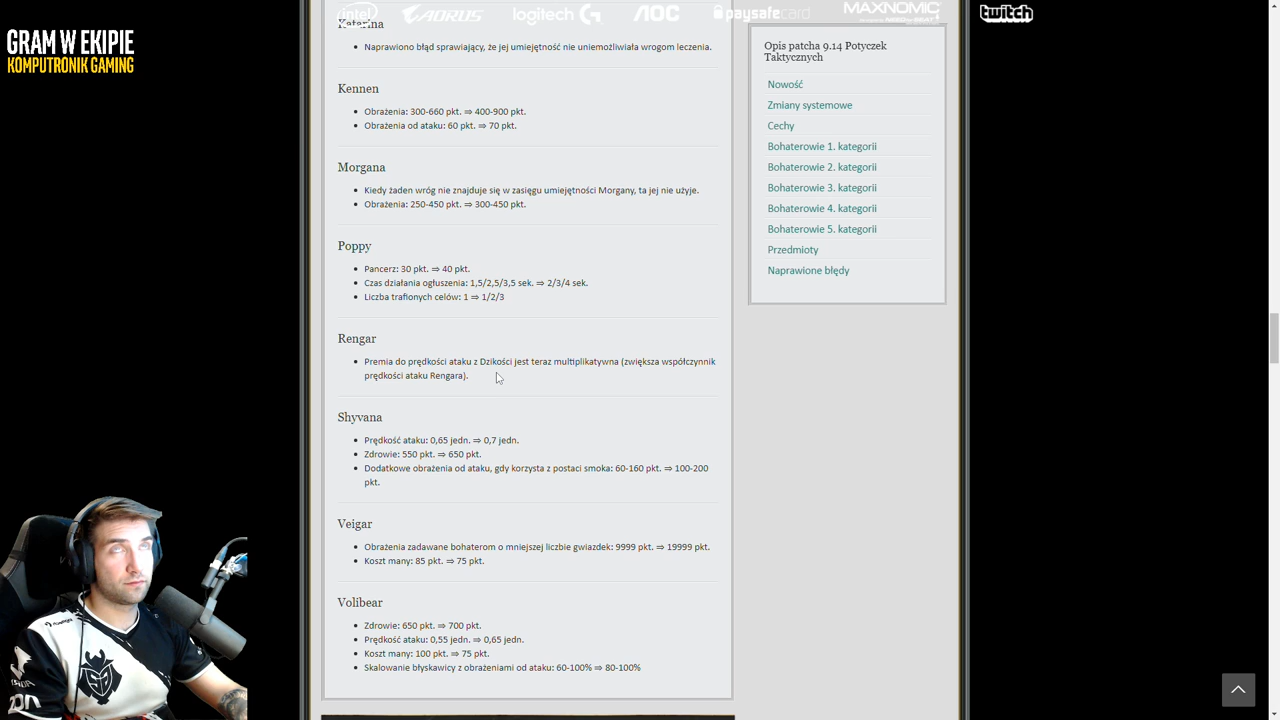 GRAM W EKIPIE
KOMPUTRONIK GAMING
intel
AORUS
logitech G
AOC
paysafecard
MAXNOMIC
twitch
Katarina
Naprawiono błąd sprawiający, że jej umiejętność nie uniemożliwiała wrogom leczenia.
Kennen
Obrażenia: 300-660 pkt. ⇒ 400-900 pkt.
Obrażenia od ataku: 60 pkt. ⇒ 70 pkt.
Morgana
Kiedy żaden wróg nie znajduje się w zasięgu umiejętności Morgany, ta jej nie użyje.
Obrażenia: 250-450 pkt. ⇒ 300-450 pkt.
Poppy
Pancerz: 30 pkt. ⇒ 40 pkt.
Czas działania ogłuszenia: 1,5/2,5/3,5 sek. ⇒ 2/3/4 sek.
Liczba trafionych celów: 1 ⇒ 1/2/3
Rengar
Premia do prędkości ataku z Dzikości jest teraz multiplikatywna (zwiększa współczynnik
prędkości ataku Rengara).
Shyvana
Prędkość ataku: 0,65 jedn. ⇒ 0,7 jedn.
Zdrowie: 550 pkt. ⇒ 650 pkt.
Dodatkowe obrażenia od ataku, gdy korzysta z postaci smoka: 60-160 pkt. ⇒ 100-200
pkt.
Veigar
Obrażenia zadawane bohaterom o mniejszej liczbie gwiazdek: 9999 pkt. ⇒ 19999 pkt.
Koszt many: 85 pkt. ⇒ 75 pkt.
Volibear
Zdrowie: 650 pkt. ⇒ 700 pkt.
Prędkość ataku: 0,55 jedn. ⇒ 0,65 jedn.
Koszt many: 100 pkt. ⇒ 75 pkt.
Skalowanie błyskawicy z obrażeniami od ataku: 60-100% ⇒ 80-100%
Opis patcha 9.14 Potyczek
Taktycznych
Nowość
Zmiany systemowe
Cechy
Bohaterowie 1. kategorii
Bohaterowie 2. kategorii
Bohaterowie 3. kategorii
Bohaterowie 4. kategorii
Bohaterowie 5. kategorii
Przedmioty
Naprawione błędy